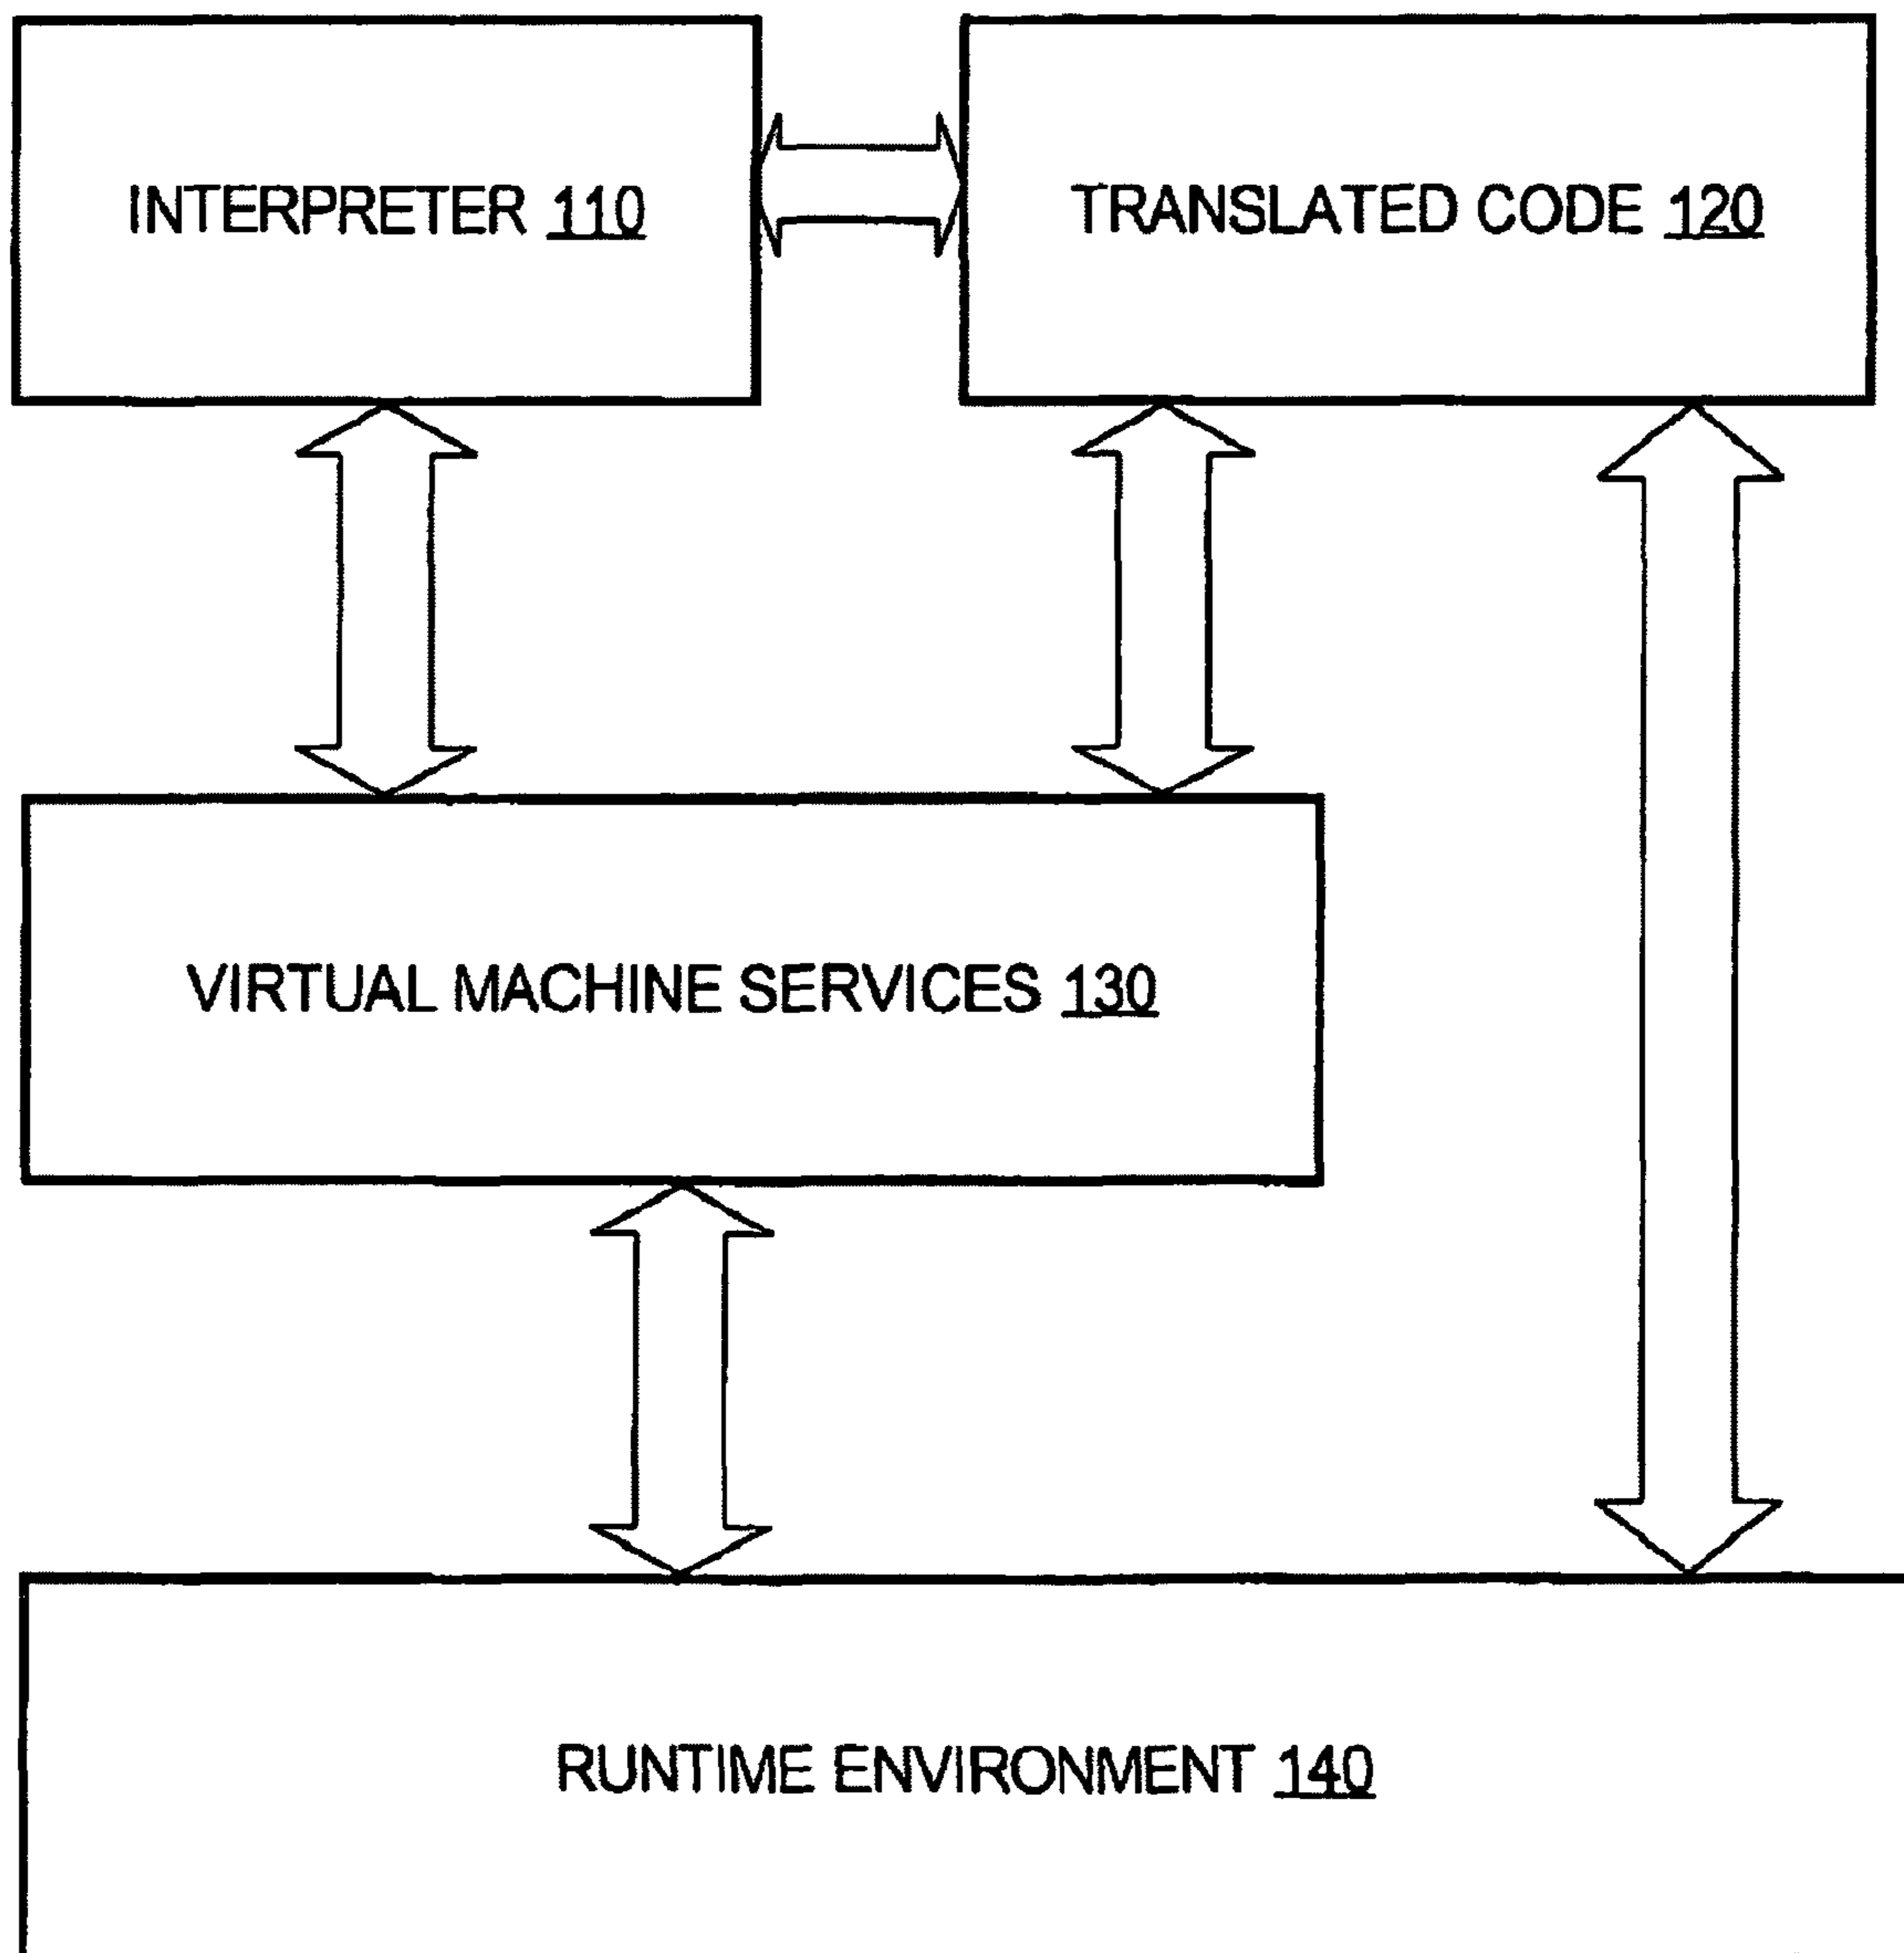 INTERPRETER 110
TRANSLATED CODE 120
VIRTUAL MACHINE SERVICES 130
RUNTIME ENVIRONMENT 140